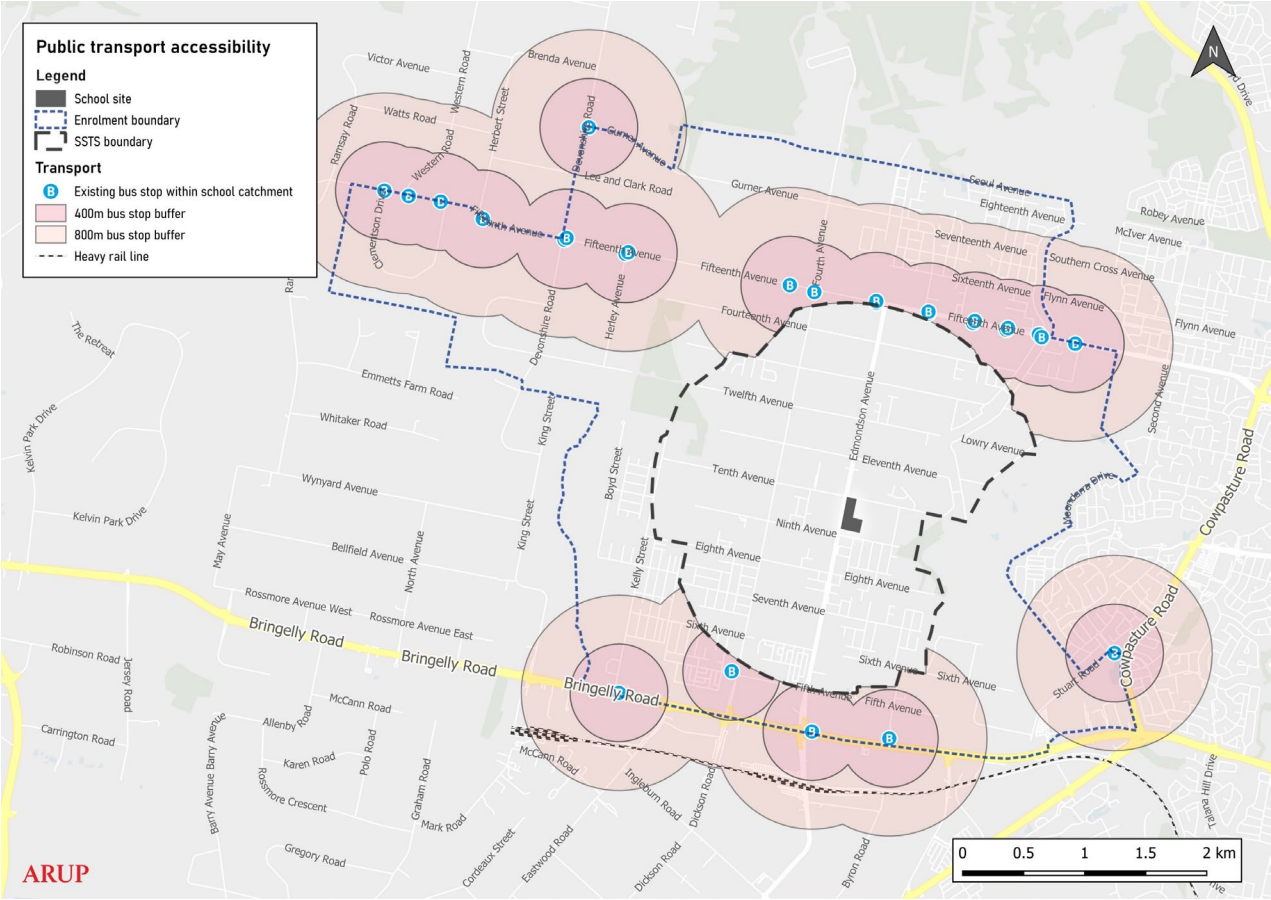 Public transport accessibility
Legend
School site
Enrolment boundary
SSTS boundary
Transport
B Existing bus stop within school catchment
400m bus stop buffer
800m bus stop buffer
Heavy rail line
N
Victor Avenue
Western Road
Brenda Avenue
Watts Road
Herbert Street
Ramsay Road
Western Road
Devonshire Road
Gurner Avenue
Lee and Clark Road
Gurner Avenue
Seoul Avenue
Eighteenth Avenue
Robey Avenue
McIver Avenue
Clementson Drive
Fifteenth Avenue
Fifteenth Avenue
Fifteenth Avenue
Fourth Avenue
Seventeenth Avenue
Southern Cross Avenue
Sixteenth Avenue
Flynn Avenue
Flynn Avenue
Fifteenth Avenue
Fourteenth Avenue
Herley Avenue
Devonshire Road
The Retreat
Emmetts Farm Road
Twelfth Avenue
Edmondson Avenue
Second Avenue
Kelvin Park Drive
Whitaker Road
King Street
Lowry Avenue
Eleventh Avenue
Boyd Street
Tenth Avenue
Wynyard Avenue
Moondarra Drive
Cowpasture Road
Kelvin Park Drive
King Street
Ninth Avenue
May Avenue
Bellfield Avenue
North Avenue
Kelly Street
Eighth Avenue
Eighth Avenue
Rossmore Avenue West
Rossmore Avenue East
Seventh Avenue
Bringelly Road
Bringelly Road
Sixth Avenue
Sixth Avenue
Sixth Avenue
Cowpasture Road
Stuart Road
Robinson Road
Jersey Road
Bringelly Road
Fifth Avenue
Fifth Avenue
McCann Road
Allenby Road
Carrington Road
Barry Avenue Barry Avenue
Karen Road
Polo Road
McCann Road
Ingleburn Road
Dickson Road
Rossmore Crescent
Graham Road
Mark Road
Talana Hill Drive
Gregory Road
Cordeaux Street
Eastwood Road
Dickson Road
Byron Road
0 0.5 1 1.5 2 km
ARUP